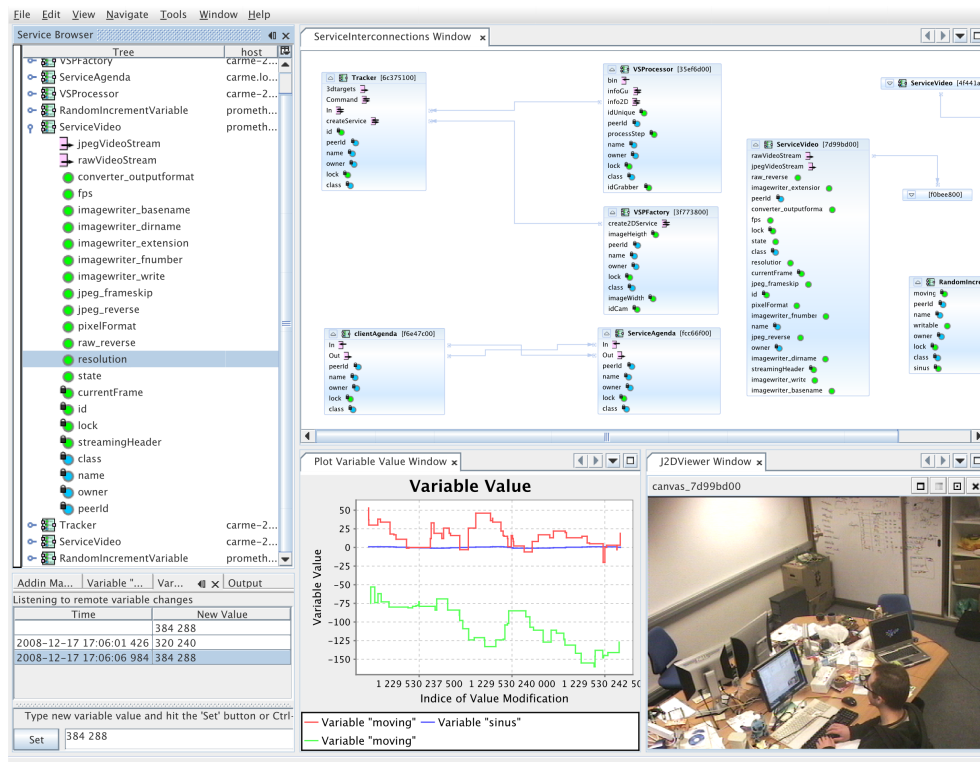 File Edit View Navigate Tools Window Help
Service Browser
Tree host
VSPFactory carme-2...
ServiceAgenda carme.lo...
VSPProcessor carme-2...
RandomIncrementVariable prometh...
ServiceVideo prometh...
jpegVideoStream
rawVideoStream
converter_outputformat
fps
imagewriter_basename
imagewriter_dirname
imagewriter_extension
imagewriter_fnumber
imagewriter_write
jpeg_frameskip
jpeg_reverse
pixelFormat
raw_reverse
resolution
state
currentFrame
id
lock
streamingHeader
class
name
owner
peerId
Tracker carme-2...
ServiceVideo carme-2...
RandomIncrementVariable prometh...
Addin Ma... Variable "... Var... Output
Listening to remote variable changes
Time New Value
384 288
2008-12-17 17:06:01 426 320 240
2008-12-17 17:06:06 984 384 288
Type new variable value and hit the 'Set' button or Ctrl-
Set 384 288
ServiceInterconnections Window
Tracker [6c375100]
3dtargets
Command
In
createService
id
peerId
name
owner
lock
class
VSProcessor [35ef6d00]
bin
infoGu
info2D
idUnique
peerId
processStep
name
owner
lock
class
idGrabber
VSPFactory [3f773800]
create2DService
imageHeigth
peerId
name
owner
lock
class
imageWidth
idCam
clientAgenda [f6e47c00]
In
Out
peerId
name
owner
lock
class
ServiceAgenda [fcc66f00]
In
Out
peerId
name
owner
lock
class
ServiceVideo [7d99bd00]
rawVideoStream
jpegVideoStream
raw_reverse
imagewriter_extension
peerId
converter_outputforma
fps
lock
state
class
resolution
currentFrame
jpeg_frameskip
id
pixelFormat
imagewriter_fnumber
name
jpeg_reverse
owner
imagewriter_dirname
streamingHeader
imagewriter_write
imagewriter_basename
ServiceVideo [4f441a
[f0bee800]
RandomIncre
moving
peerId
name
writable
owner
lock
class
sinus
Plot Variable Value Window
Variable Value
Variable Value
50
25
0
-25
-50
-75
-100
-125
-150
1 229 530 237 500 1 229 530 240 000 1 229 530 242 50
Indice of Value Modification
Variable "moving" Variable "sinus"
Variable "moving"
J2DViewer Window
canvas_7d99bd00